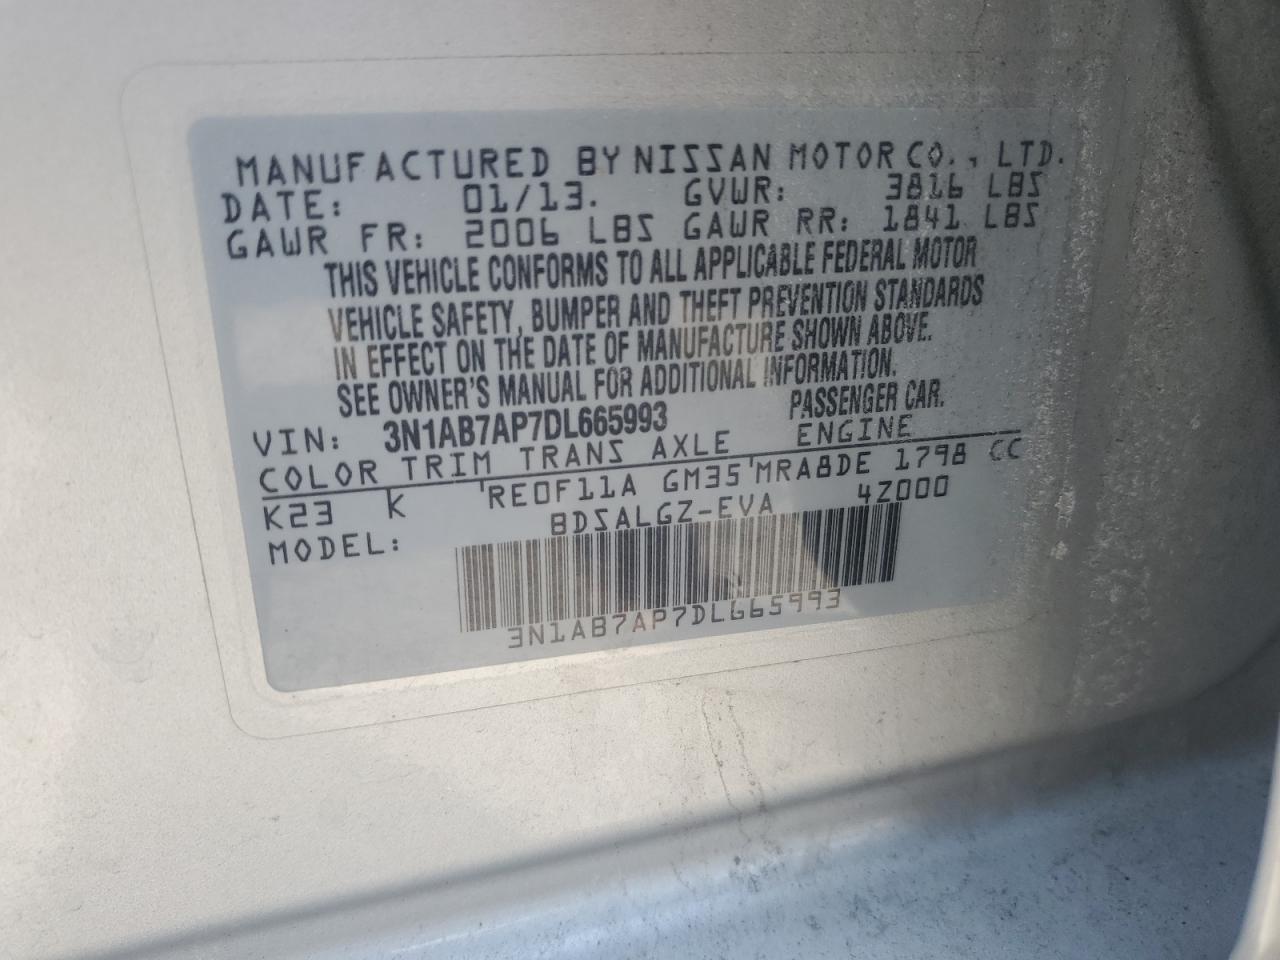 MANUFACTURED BY NISSAN MOTOR CO., LTD.
DATE: 01/13. GVWR: 3816 LBS
GAWR FR: 2006 LBS GAWR RR: 1841 LBS
THIS VEHICLE CONFORMS TO ALL APPLICABLE FEDERAL MOTOR
VEHICLE SAFETY, BUMPER AND THEFT PREVENTION STANDARDS
IN EFFECT ON THE DATE OF MANUFACTURE SHOWN ABOVE.
SEE OWNER'S MANUAL FOR ADDITIONAL INFORMATION.
VIN: 3N1AB7AP7DL665993 PASSENGER CAR.
COLOR TRIM TRANS AXLE ENGINE
K23 K RE0F11A GM35 MRA8DE 1798 CC
MODEL: BDSALGZ-EVA 4Z000
3N1AB7AP7DL665993